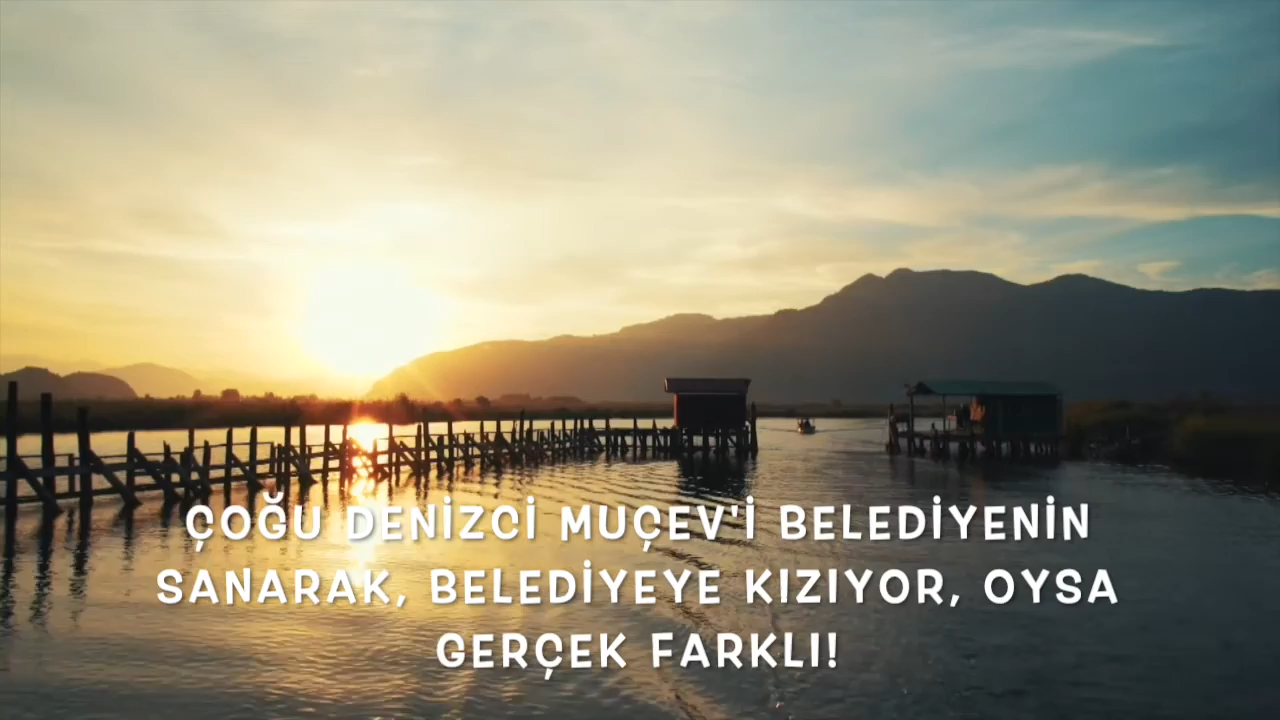 ÇOĞU DENİZCİ MUÇEV'İ BELEDİYENİN
SANARAK, BELEDİYEYE KIZIYOR, OYSA
GERÇEK FARKLI!